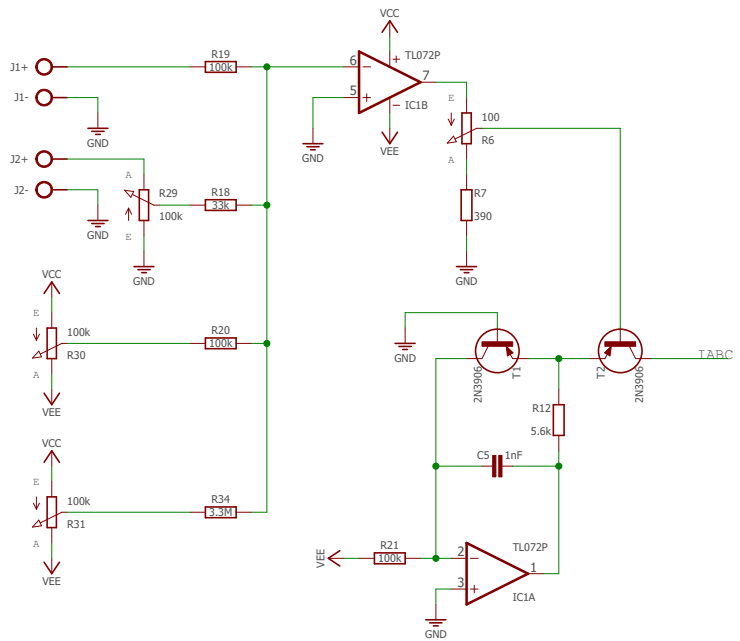 VCC
R19
TL072P
J1+
100k
6
7
5
IC1B
J1-
E
100
GND
GND
VEE
R6
J2+
A
A
R29
R18
R7
J2-
100k
33k
390
E
GND
GND
GND
VCC
E
100k
R20
R30
100k
GND
A
2N3906
T1
T2
2N3906
IABC
VEE
R12
5.6k
VCC
C5
1nF
E
100k
R34
R31
3.3M
A
R21
TL072P
VEE
100k
2
1
VEE
3
IC1A
GND